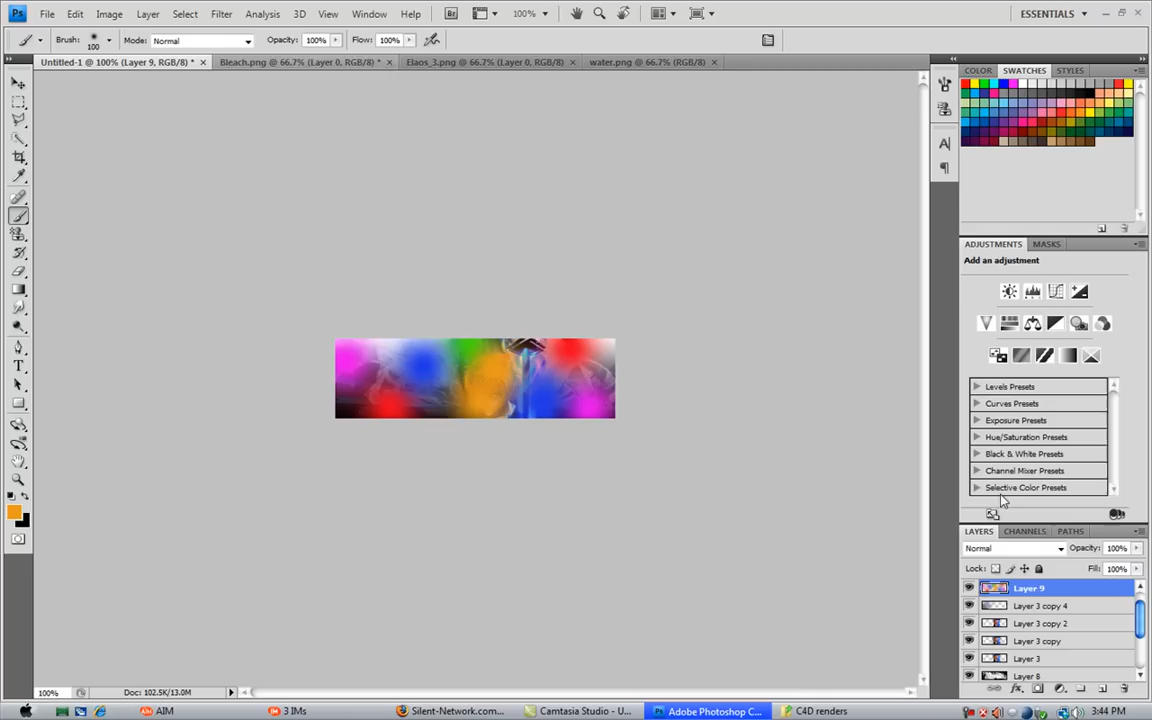 Ps File Edit Image Layer Select Filter Analysis 3D View Window Help Br 100% ESSENTIALS
Brush: 100 Mode: Normal Opacity: 100% Flow: 100%
Untitled-1 @ 100% (Layer 9, RGB/8) * × Bleach.png @ 66.7% (Layer 0, RGB/8) * × Elaos_3.png @ 66.7% (Layer 0, RGB/8) × water.png @ 66.7% (RGB/8) ×
COLOR SWATCHES STYLES
ADJUSTMENTS MASKS
Add an adjustment
Levels Presets
Curves Presets
Exposure Presets
Hue/Saturation Presets
Black & White Presets
Channel Mixer Presets
Selective Color Presets
LAYERS CHANNELS PATHS
Normal Opacity: 100%
Lock: Fill: 100%
Layer 9
Layer 3 copy 4
Layer 3 copy 2
Layer 3 copy
Layer 3
Layer 8
100% Doc: 102.5K/13.0M
AIM 3 IMs Silent-Network.com... Camtasia Studio - U... Adobe Photoshop C... C4D renders 3:44 PM